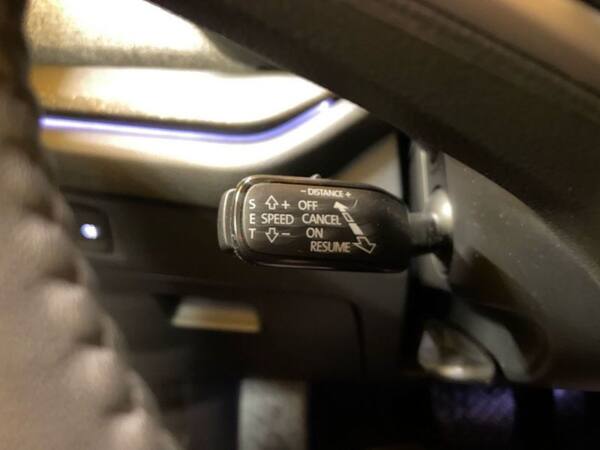 - DISTANCE +
S ⇧+ OFF
E SPEED CANCEL
T ⇩- ON
RESUME